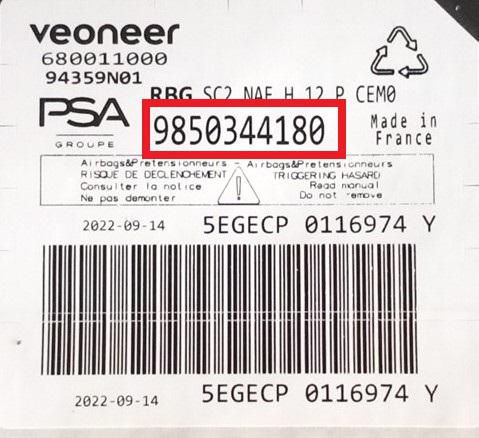 veoneer
680011000
94359N01
RBG SC2 NAE H 12 P CEM0
PSA
GROUPE
9850344180
Made in
France
Airbags&Pretensionneurs - Airbags&Pretensioners
RISQUE DE DECLENCHEMENT TRIGGERING HASARD
Consulter la notice Read manual
Ne pas demonter Do not remove
2022-09-14 5EGECP 0116974 Y
2022-09-14 5EGECP 0116974 Y